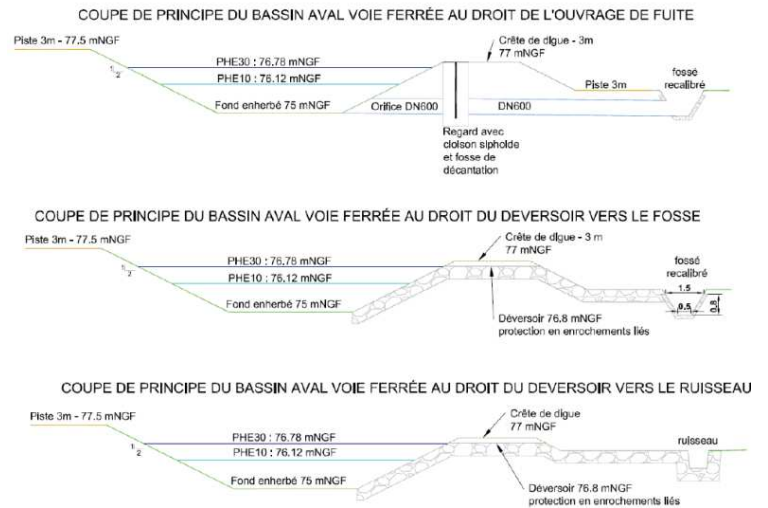 COUPE DE PRINCIPE DU BASSIN AVAL VOIE FERRÉE AU DROIT DE L'OUVRAGE DE FUITE
Piste 3m - 77.5 mNGF
Crête de digue - 3m
77 mNGF
PHE30 : 76.78 mNGF
1/2
PHE10 : 76.12 mNGF
Piste 3m
fossé
recalibré
Fond enherbé 75 mNGF
Orifice DN600
DN600
Regard avec
cloison siphoïde
et fosse de
décantation
COUPE DE PRINCIPE DU BASSIN AVAL VOIE FERRÉE AU DROIT DU DEVERSOIR VERS LE FOSSE
Piste 3m - 77.5 mNGF
Crête de digue - 3 m
77 mNGF
PHE30 : 76.78 mNGF
1/2
PHE10 : 76.12 mNGF
fossé
recalibré
1.5
0.5
0.8
Fond enherbé 75 mNGF
Déversoir 76.8 mNGF
protection en enrochements liés
COUPE DE PRINCIPE DU BASSIN AVAL VOIE FERRÉE AU DROIT DU DEVERSOIR VERS LE RUISSEAU
Piste 3m - 77.5 mNGF
Crête de digue
77 mNGF
PHE30 : 76.78 mNGF
1/2
PHE10 : 76.12 mNGF
ruisseau
Fond enherbé 75 mNGF
Déversoir 76.8 mNGF
protection en enrochements liés